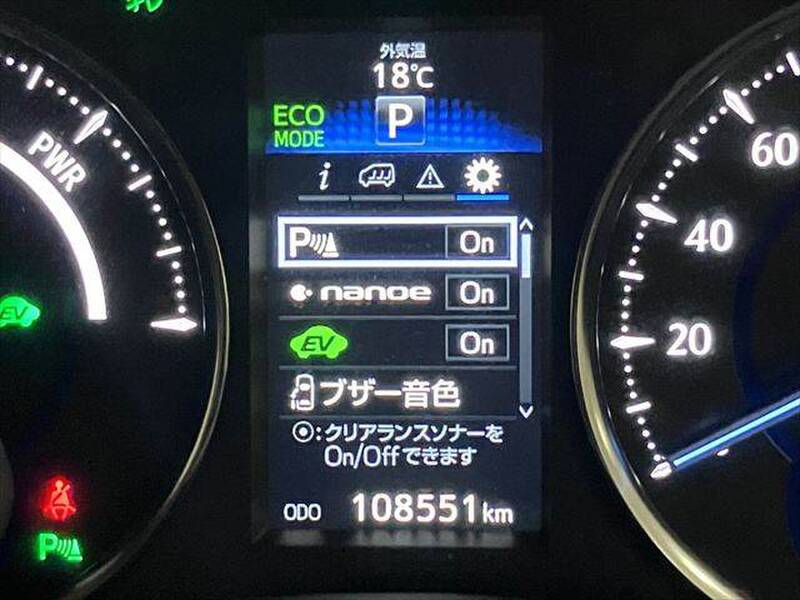 外気温
18℃
ECO
MODE
P
PWR
60
i
P On
40
nanoe On
EV
EV On
20
ブザー音色
◉:クリアランスソナーを
On/Offできます
ODO 108551km
P